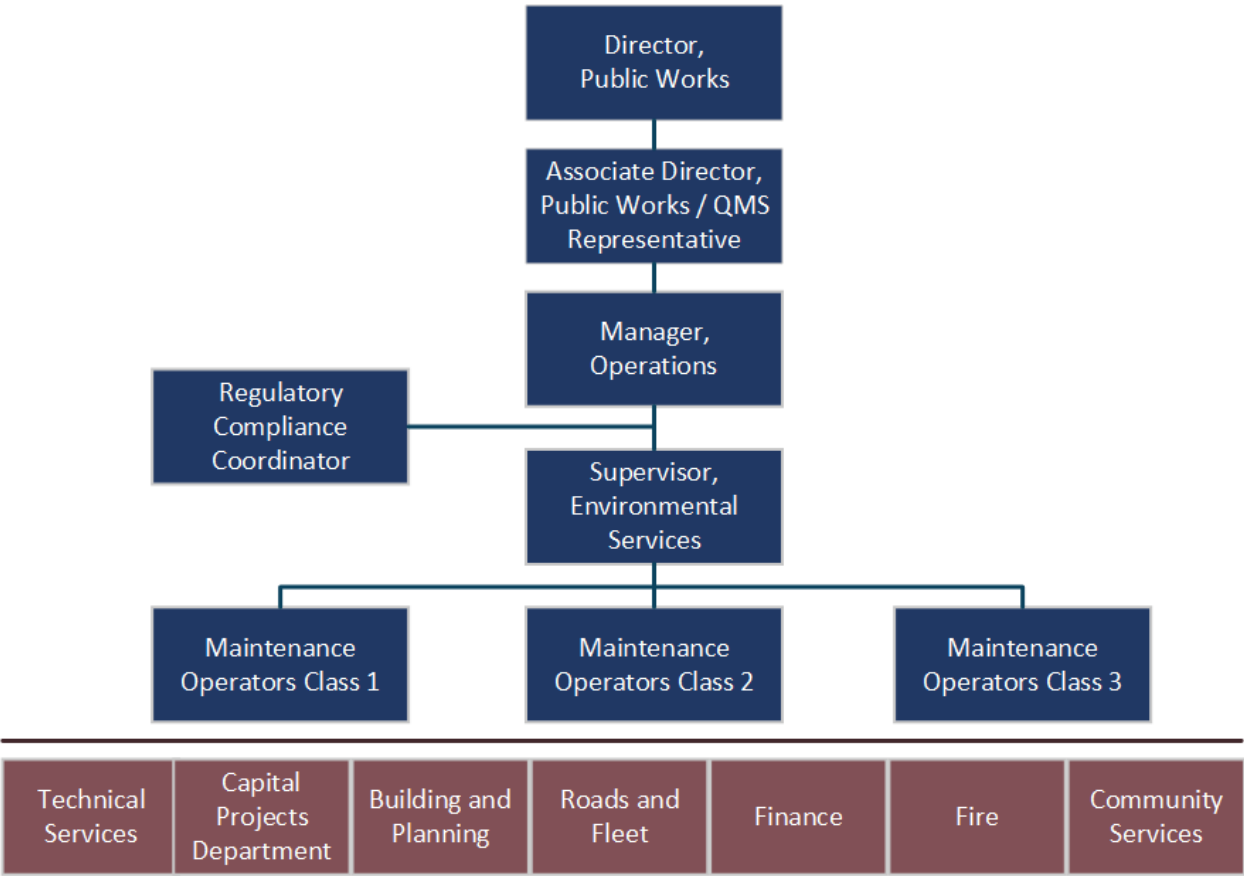 Director,
Public Works
Associate Director,
Public Works / QMS
Representative
Manager,
Operations
Regulatory
Compliance
Coordinator
Supervisor,
Environmental
Services
Maintenance
Operators Class 1
Maintenance
Operators Class 2
Maintenance
Operators Class 3
Technical
Services
Capital
Projects
Department
Building and
Planning
Roads and
Fleet
Finance
Fire
Community
Services